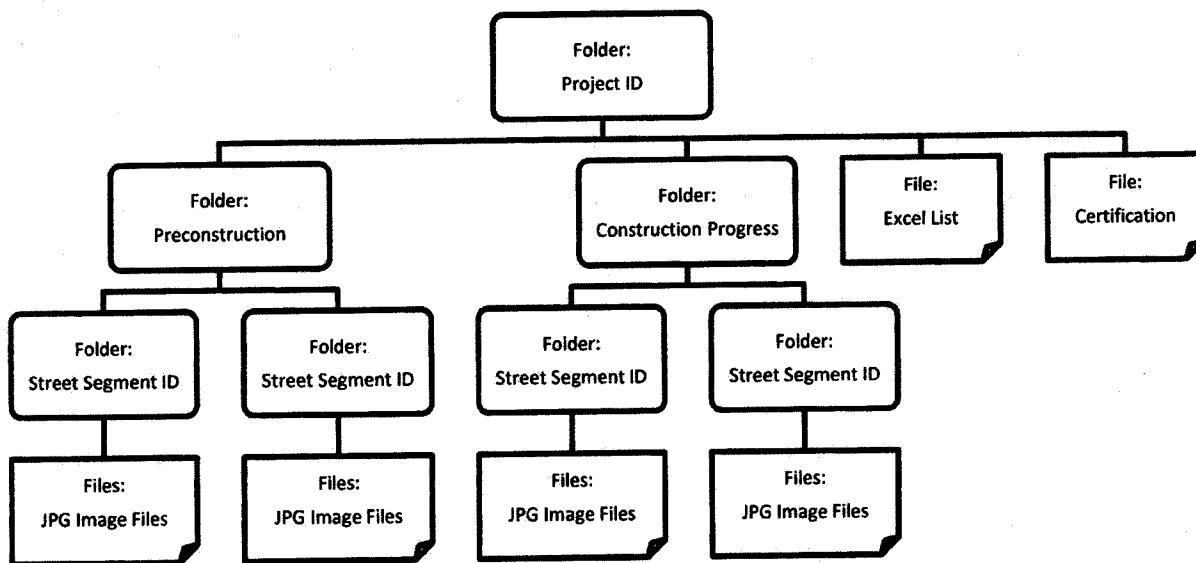 Folder:
Project ID
Folder:
Preconstruction
Folder:
Construction Progress
File:
Excel List
File:
Certification
Folder:
Street Segment ID
Folder:
Street Segment ID
Folder:
Street Segment ID
Folder:
Street Segment ID
Files:
JPG Image Files
Files:
JPG Image Files
Files:
JPG Image Files
Files:
JPG Image Files